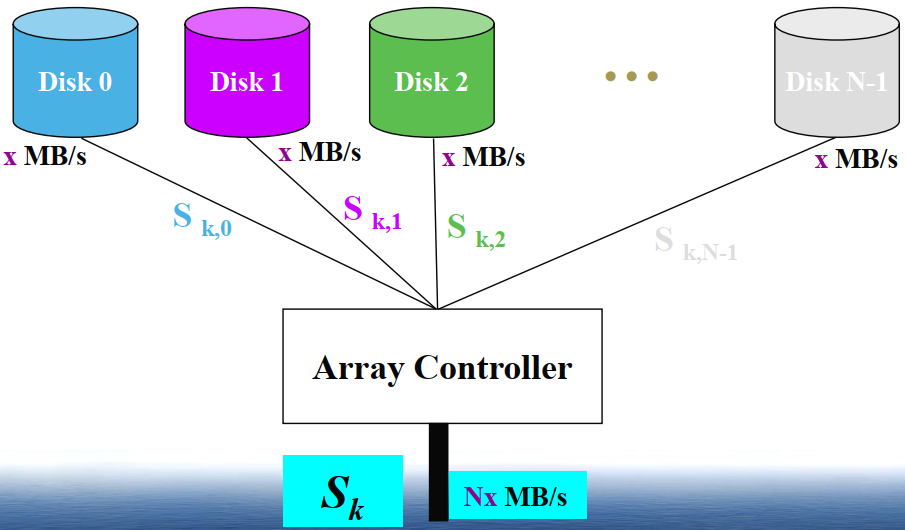 Disk 0
Disk 1
Disk 2
• • •
Disk N-1
x MB/s
x MB/s
x MB/s
x MB/s
S k,0
S k,1
S k,2
S k,N-1
Array Controller
Sk
Nx MB/s